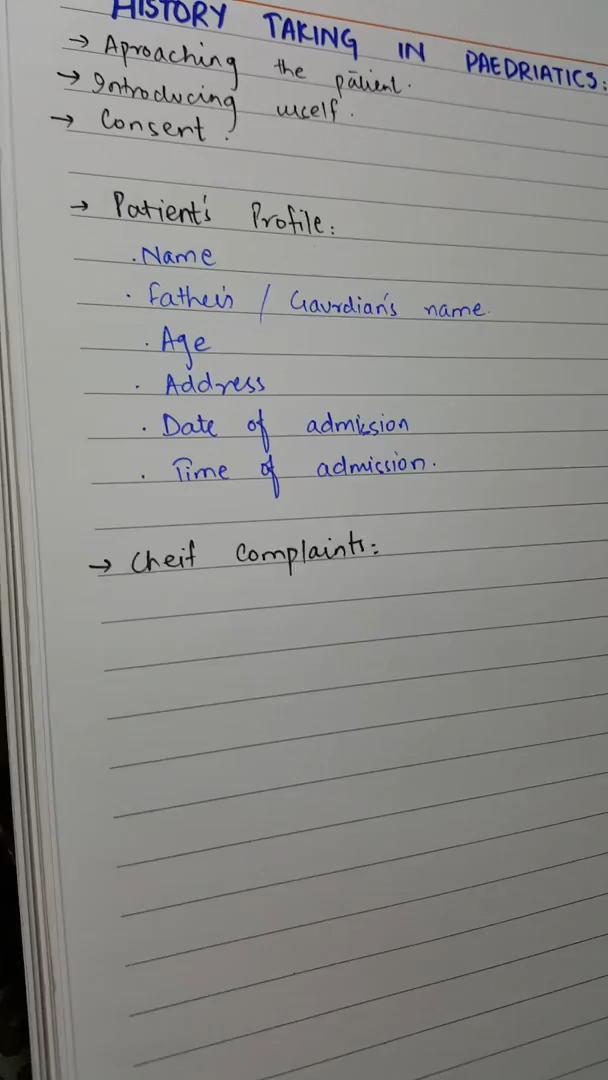 HISTORY TAKING IN PAEDRIATICS:
→ Aproaching the patient.
→ Introducing urself.
→ Consent.
→ Patient's Profile:
. Name
. Father's / Gaurdian's name.
. Age
. Address
. Date of admission
. Time of admission.
→ Cheif Complaints: